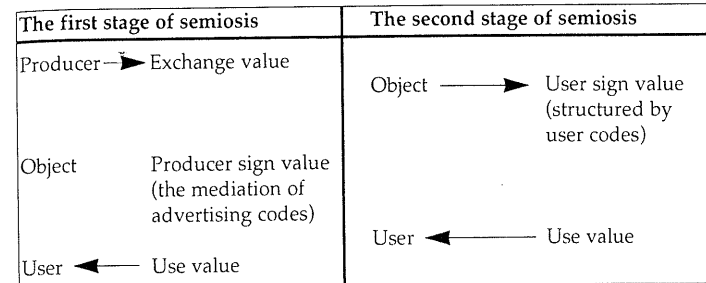 The first stage of semiosis
The second stage of semiosis
Producer Exchange value
Object User sign value
(structured by
user codes)
Object Producer sign value
(the mediation of
advertising codes)
User Use value
User Use value